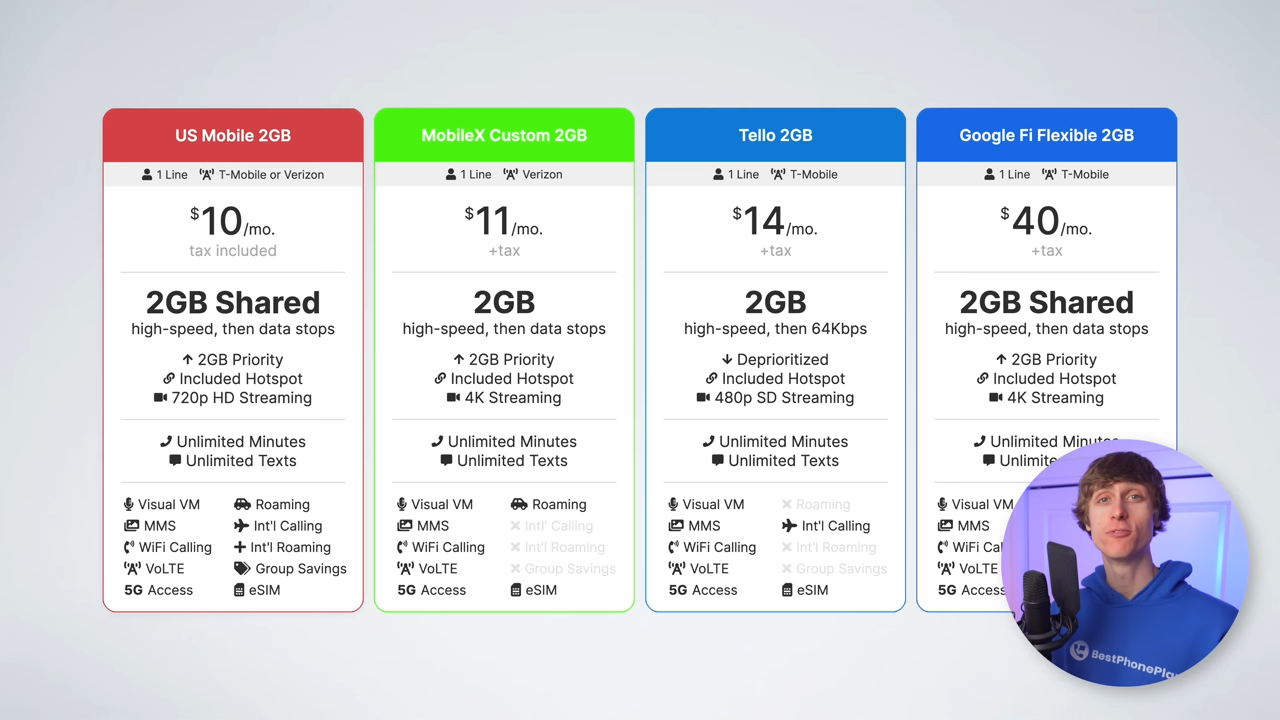 US Mobile 2GB
1 Line T-Mobile or Verizon
$10/mo.
tax included
2GB Shared
high-speed, then data stops
2GB Priority
Included Hotspot
720p HD Streaming
Unlimited Minutes
Unlimited Texts
Visual VM Roaming
MMS Int'l Calling
WiFi Calling Int'l Roaming
VoLTE Group Savings
5G Access eSIM
MobileX Custom 2GB
1 Line Verizon
$11/mo.
+tax
2GB
high-speed, then data stops
2GB Priority
Included Hotspot
4K Streaming
Unlimited Minutes
Unlimited Texts
Visual VM Roaming
MMS Int'l Calling
WiFi Calling Int'l Roaming
VoLTE Group Savings
5G Access eSIM
Tello 2GB
1 Line T-Mobile
$14/mo.
+tax
2GB
high-speed, then 64Kbps
Deprioritized
Included Hotspot
480p SD Streaming
Unlimited Minutes
Unlimited Texts
Visual VM Roaming
MMS Int'l Calling
WiFi Calling Int'l Roaming
VoLTE Group Savings
5G Access eSIM
Google Fi Flexible 2GB
1 Line T-Mobile
$40/mo.
+tax
2GB Shared
high-speed, then data stops
2GB Priority
Included Hotspot
4K Streaming
Unlimited Minutes
Unlimite
Visual VM
MMS
WiFi Ca
VoLTE
5G Access
BestPhonePla